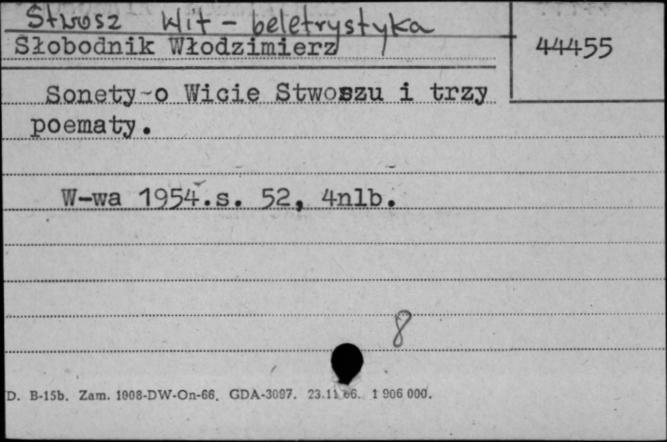 Stwosz Wit - beletrystyka
Słobodnik Włodzimierz
44455
Sonety o Wicie Stwoszu i trzy
poematy.
W-wa 1954.s. 52, 4nlb.
8
D. B-15b. Zam. 1908-DW-On-66. GDA-3097. 23.11 66. 1 906 000.